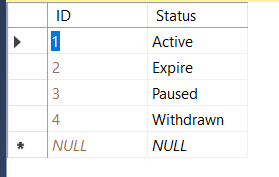 ID Status
1 Active
2 Expire
3 Paused
4 Withdrawn
* NULL NULL